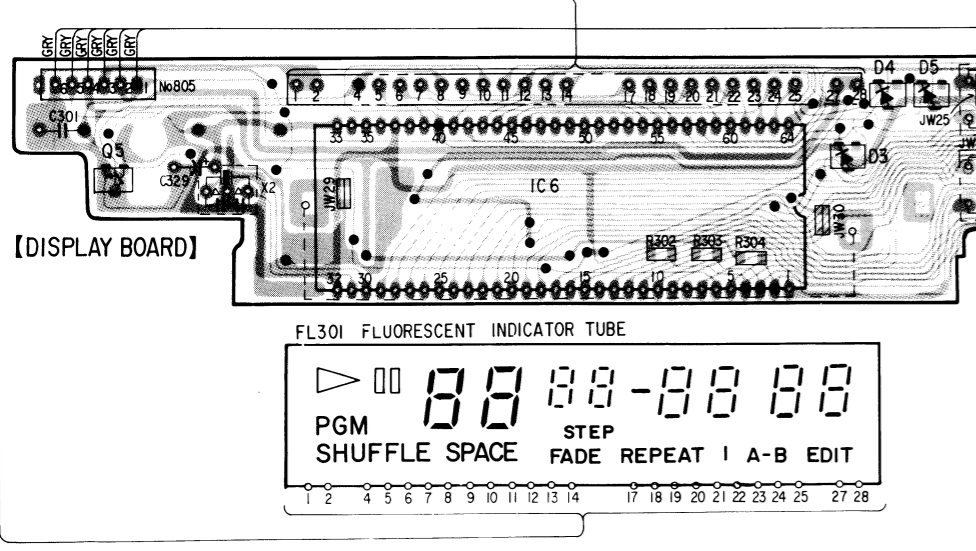 GRY GRY GRY GRY GRY GRY
No805
1 2 4 5 6 7 8 9 10 11 12 13 14 17 18 19 20 21 22 23 24 25 27 28
D4 D5
C301
JW25
33 35 40 45 50 55 60 64
Q5
D3
JW
C329
X2
JW29
IC6
JW30
【DISPLAY BOARD】
R302 R303 R304
32 30 25 20 15 10 5 1
FL301 FLUORESCENT INDICATOR TUBE
88 88-88 88
PGM
STEP
SHUFFLE SPACE FADE REPEAT 1 A-B EDIT
1 2 4 5 6 7 8 9 10 11 12 13 14 17 18 19 20 21 22 23 24 25 27 28